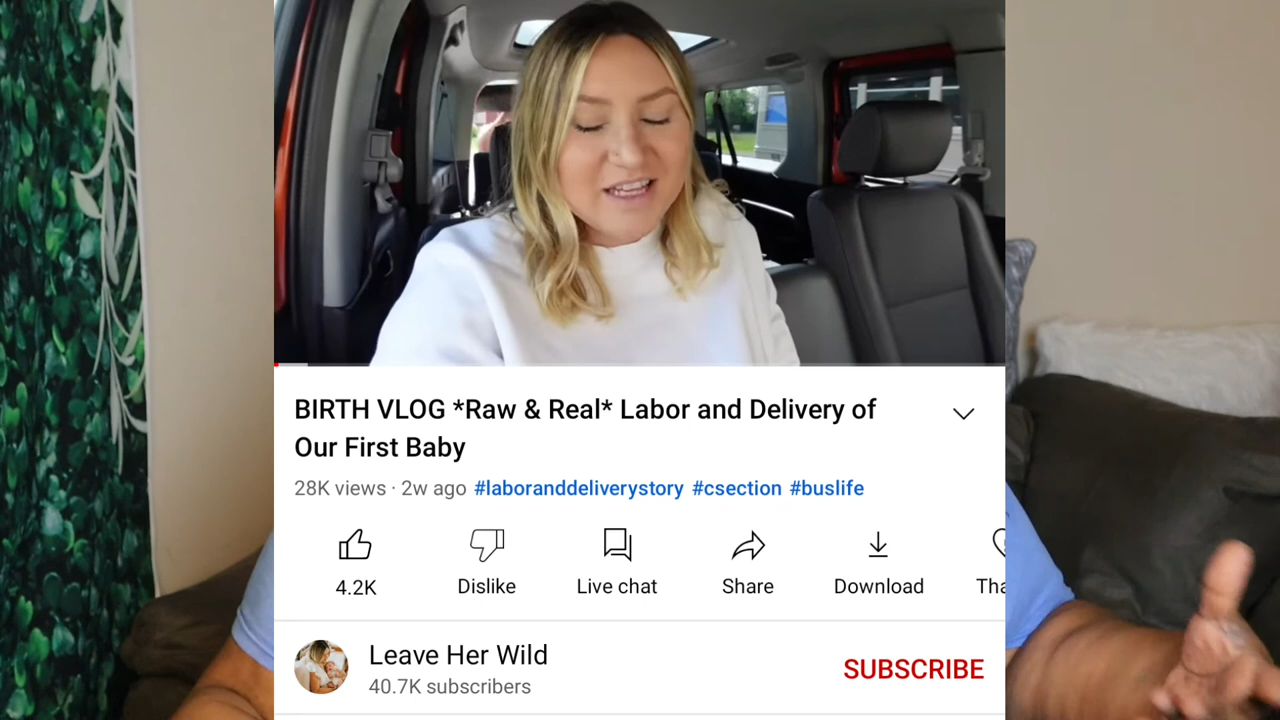 BIRTH VLOG *Raw & Real* Labor and Delivery of
Our First Baby
28K views · 2w ago #laboranddeliverystory #csection #buslife
4.2K Dislike Live chat Share Download Tha
Leave Her Wild
SUBSCRIBE
40.7K subscribers